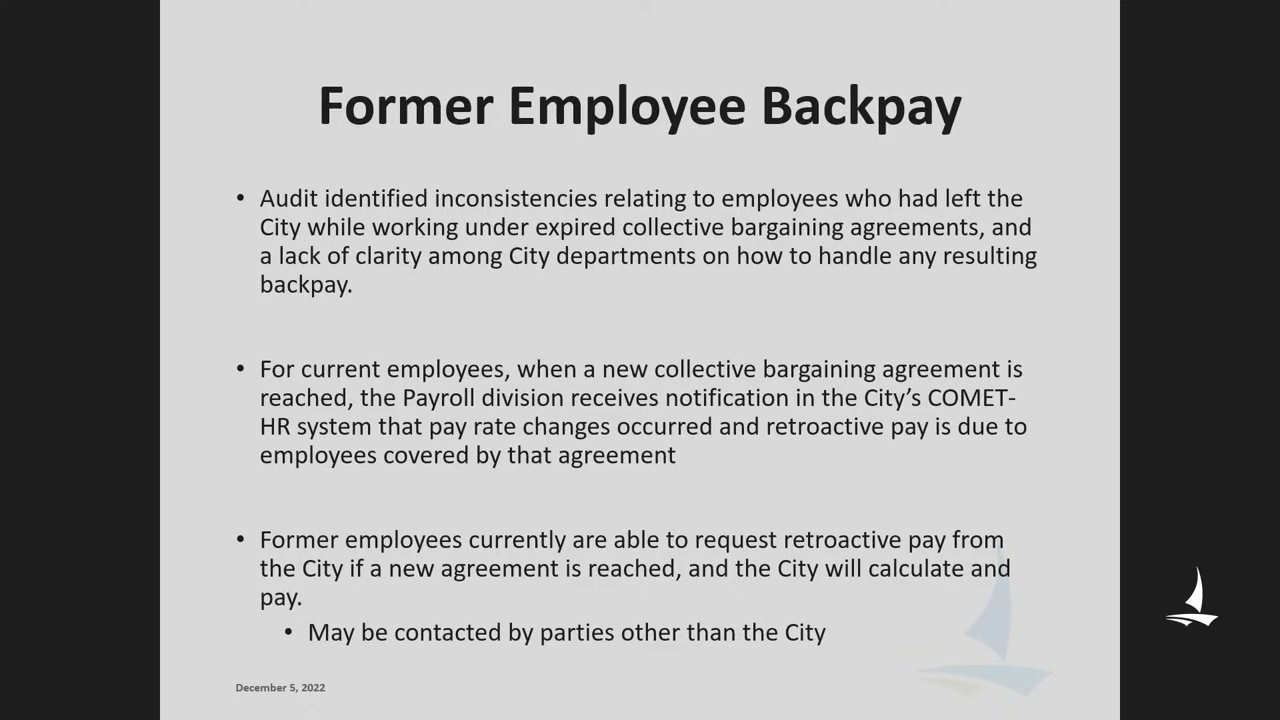 Former Employee Backpay
• Audit identified inconsistencies relating to employees who had left the
City while working under expired collective bargaining agreements, and
a lack of clarity among City departments on how to handle any resulting
backpay.
• For current employees, when a new collective bargaining agreement is
reached, the Payroll division receives notification in the City’s COMET-
HR system that pay rate changes occurred and retroactive pay is due to
employees covered by that agreement
• Former employees currently are able to request retroactive pay from
the City if a new agreement is reached, and the City will calculate and
pay.
• May be contacted by parties other than the City
December 5, 2022